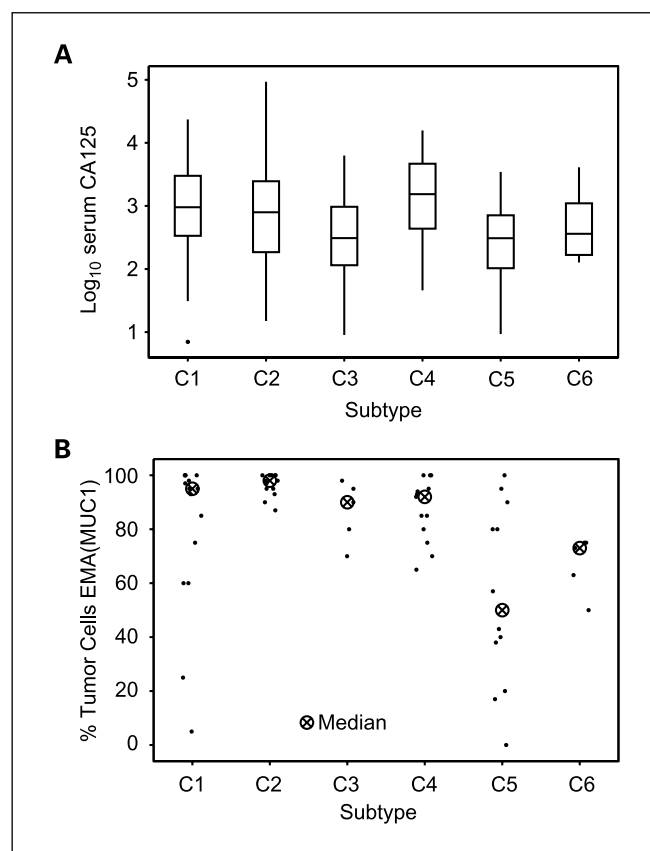 A
Log10 serum CA125
5
4
3
2
1
C1 C2 C3 C4 C5 C6
Subtype
B
% Tumor Cells EMA(MUC1)
100
80
60
40
20
0
Median
C1 C2 C3 C4 C5 C6
Subtype